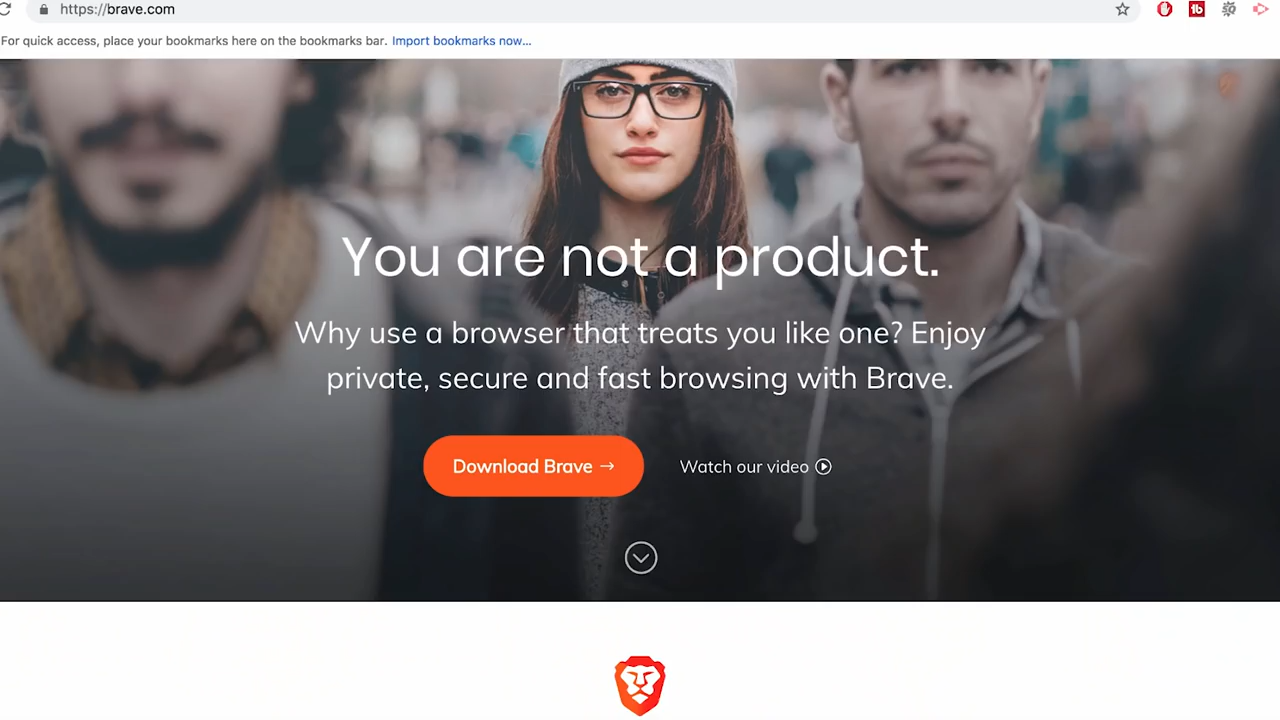 https://brave.com
For quick access, place your bookmarks here on the bookmarks bar. Import bookmarks now...
You are not a product.
Why use a browser that treats you like one? Enjoy
private, secure and fast browsing with Brave.
Download Brave →
Watch our video